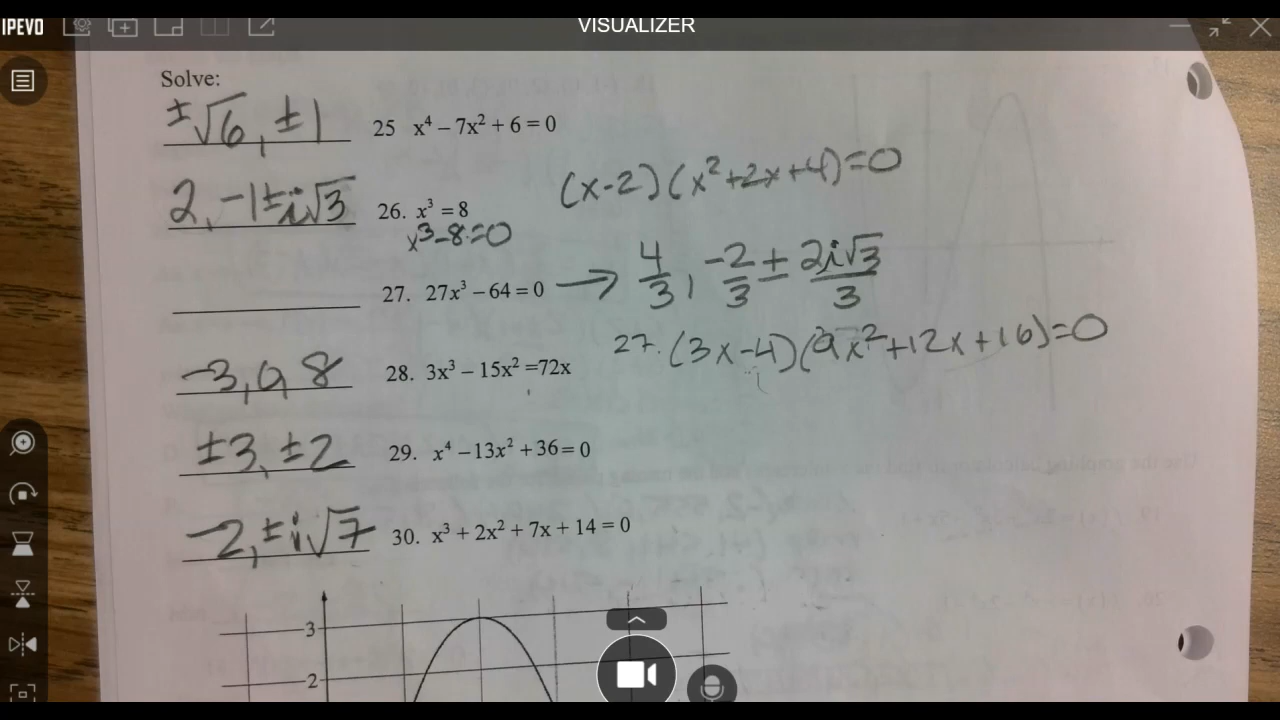 IPEVO
VISUALIZER
Solve:
±√6, ±1 25 x⁴ – 7x² + 6 = 0
(x-2)(x²+2x+4)=0
2, -1±i√3 26. x³ = 8
x³-8=0
27. 27x³ – 64 = 0 → 4/3, -2/3 ± 2i√3/3
27. (3x-4)(9x²+12x+16)=0
-3, 0, 8 28. 3x³ – 15x² =72x
±3, ±2 29. x⁴ – 13x² + 36 = 0
-2, ±i√7 30. x³ + 2x² + 7x + 14 = 0
3
2